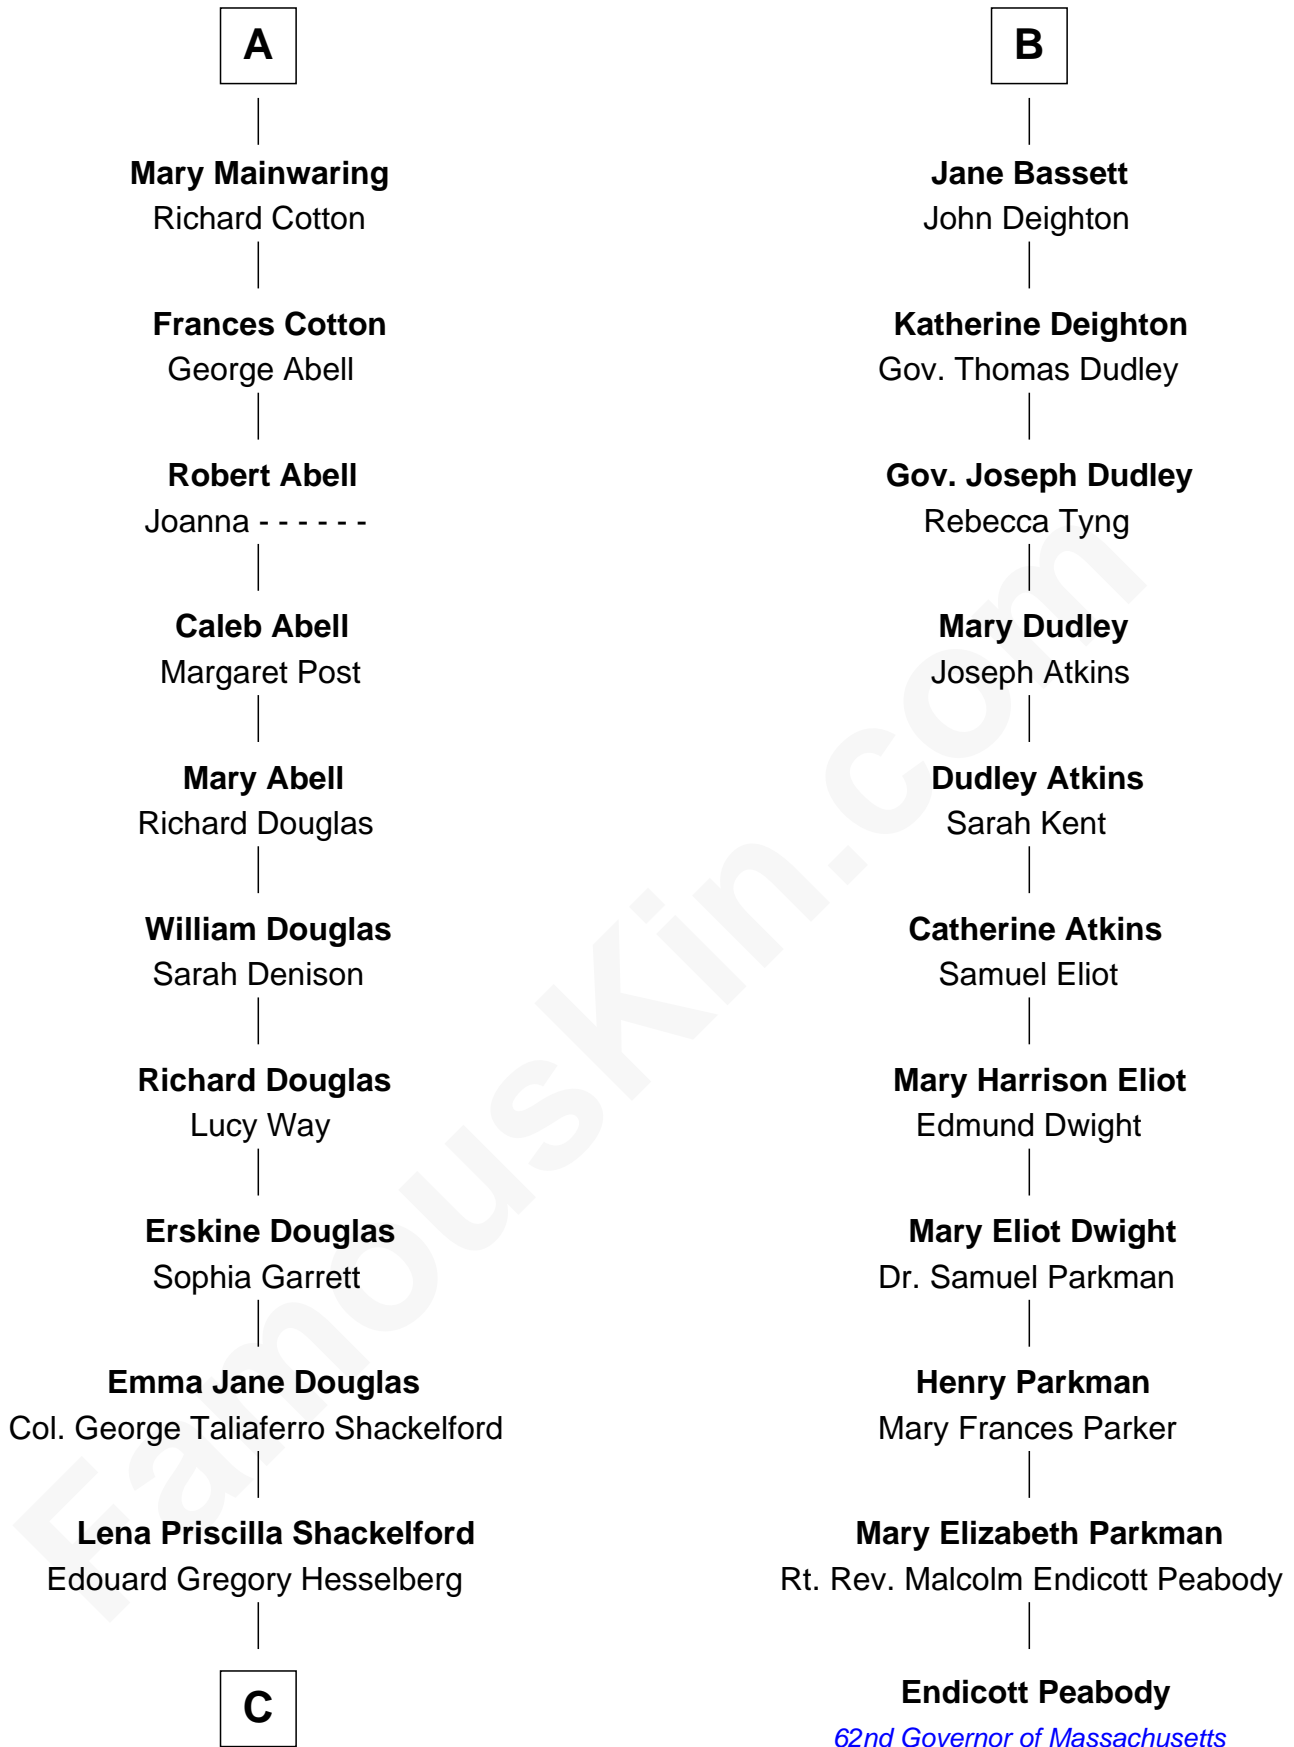 A
Mary Mainwaring
Richard Cotton
Frances Cotton
George Abell
Robert Abell
Joanna - - - - - -
Caleb Abell
Margaret Post
Mary Abell
Richard Douglas
William Douglas
Sarah Denison
Richard Douglas
Lucy Way
Erskine Douglas
Sophia Garrett
Emma Jane Douglas
Col. George Taliaferro Shackelford
Lena Priscilla Shackelford
Edouard Gregory Hesselberg
C
B
Jane Bassett
John Deighton
Katherine Deighton
Gov. Thomas Dudley
Gov. Joseph Dudley
Rebecca Tyng
Mary Dudley
Joseph Atkins
Dudley Atkins
Sarah Kent
Catherine Atkins
Samuel Eliot
Mary Harrison Eliot
Edmund Dwight
Mary Eliot Dwight
Dr. Samuel Parkman
Henry Parkman
Mary Frances Parker
Mary Elizabeth Parkman
Rt. Rev. Malcolm Endicott Peabody
Endicott Peabody
62nd Governor of Massachusetts
FamousKin.com